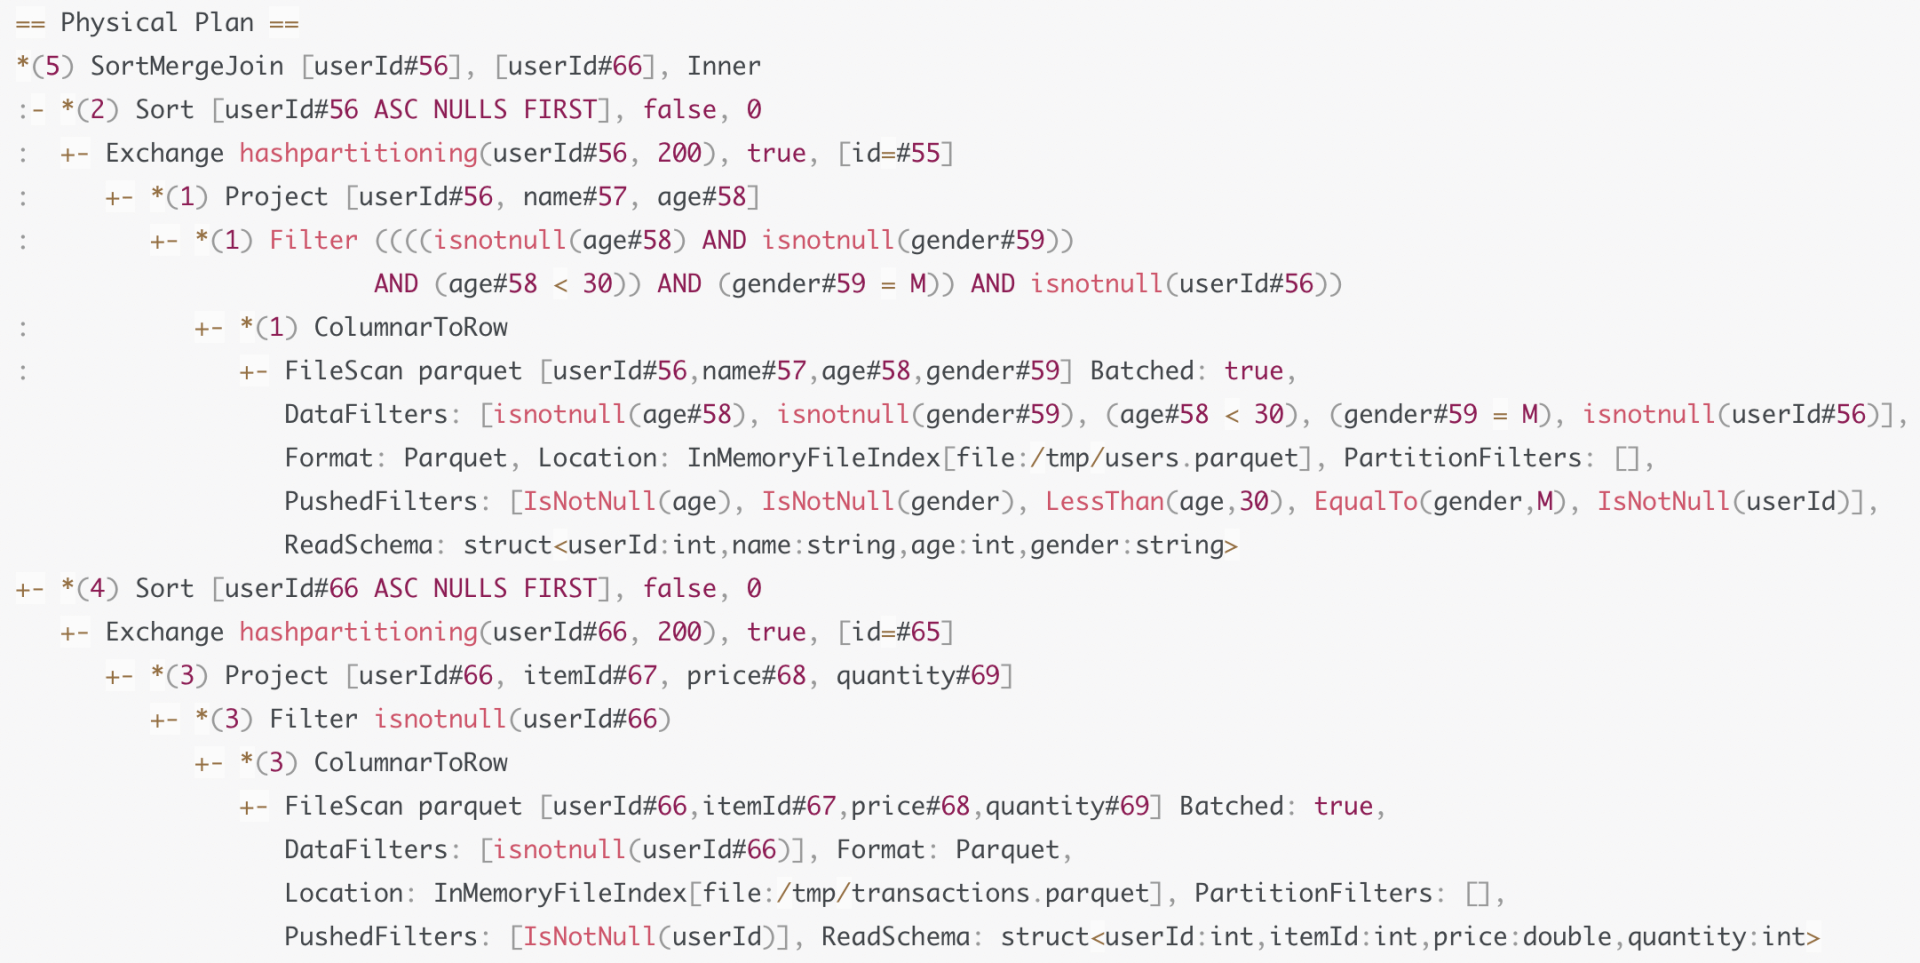 == Physical Plan ==
*(5) SortMergeJoin [userId#56], [userId#66], Inner
:- *(2) Sort [userId#56 ASC NULLS FIRST], false, 0
:  +- Exchange hashpartitioning(userId#56, 200), true, [id=#55]
:     +- *(1) Project [userId#56, name#57, age#58]
:        +- *(1) Filter ((((isnotnull(age#58) AND isnotnull(gender#59))
                        AND (age#58 < 30)) AND (gender#59 = M)) AND isnotnull(userId#56))
:           +- *(1) ColumnarToRow
:              +- FileScan parquet [userId#56,name#57,age#58,gender#59] Batched: true,
                  DataFilters: [isnotnull(age#58), isnotnull(gender#59), (age#58 < 30), (gender#59 = M), isnotnull(userId#56)],
                  Format: Parquet, Location: InMemoryFileIndex[file:/tmp/users.parquet], PartitionFilters: [],
                  PushedFilters: [IsNotNull(age), IsNotNull(gender), LessThan(age,30), EqualTo(gender,M), IsNotNull(userId)],
                  ReadSchema: struct<userId:int,name:string,age:int,gender:string>
+- *(4) Sort [userId#66 ASC NULLS FIRST], false, 0
   +- Exchange hashpartitioning(userId#66, 200), true, [id=#65]
      +- *(3) Project [userId#66, itemId#67, price#68, quantity#69]
         +- *(3) Filter isnotnull(userId#66)
            +- *(3) ColumnarToRow
               +- FileScan parquet [userId#66,itemId#67,price#68,quantity#69] Batched: true,
                  DataFilters: [isnotnull(userId#66)], Format: Parquet,
                  Location: InMemoryFileIndex[file:/tmp/transactions.parquet], PartitionFilters: [],
                  PushedFilters: [IsNotNull(userId)], ReadSchema: struct<userId:int,itemId:int,price:double,quantity:int>